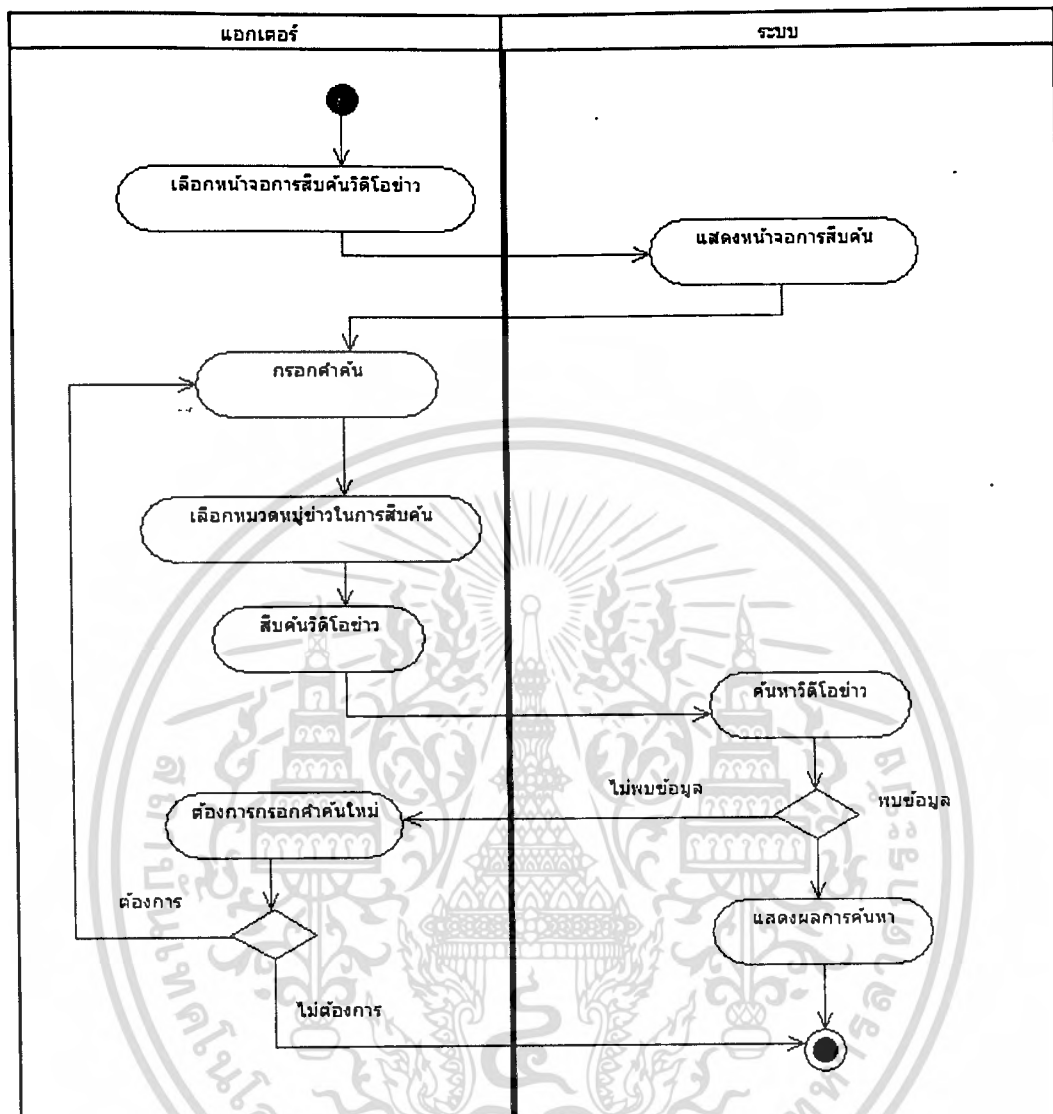 แอกเตอร์
ระบบ
เลือกหน้าจอการสืบค้นวิดีโอข่าว
แสดงหน้าจอการสืบค้น
กรอกคำค้น
เลือกหมวดหมู่ข่าวในการสืบค้น
สืบค้นวิดีโอข่าว
ค้นหาวิดีโอข่าว
ไม่พบข้อมูล
พบข้อมูล
ต้องการกรอกคำค้นใหม่
ต้องการ
แสดงผลการค้นหา
ไม่ต้องการ